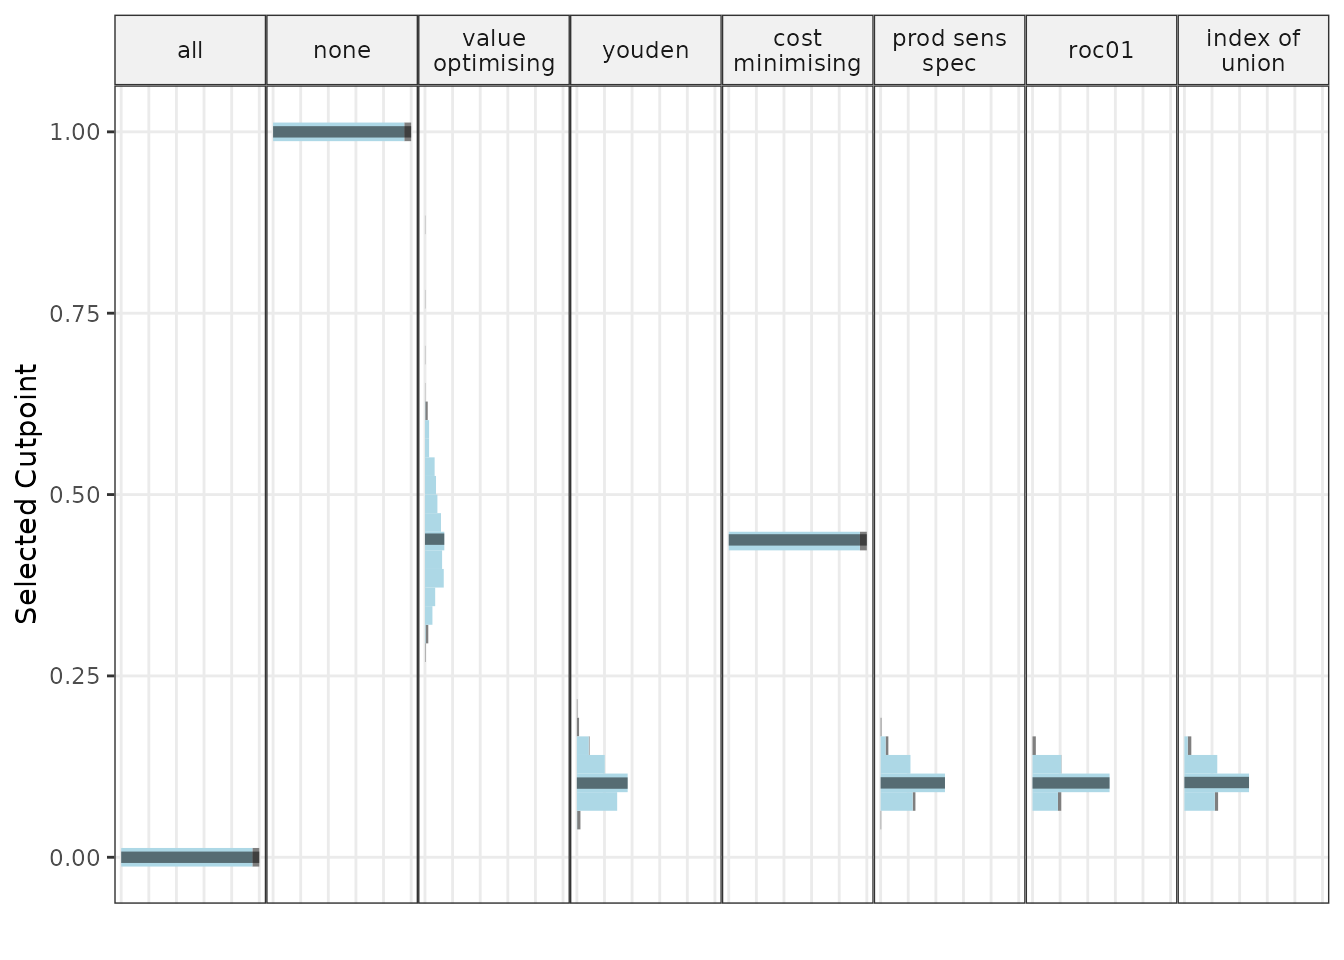 all
none
value
optimising
youden
cost
minimising
prod sens
spec
roc01
index of
union
1.00
0.75
0.50
0.25
0.00
Selected Cutpoint